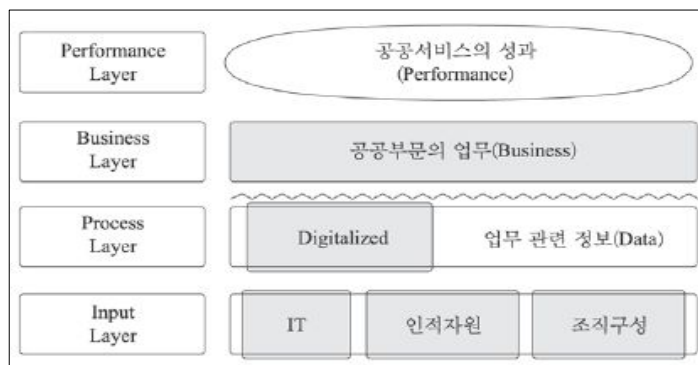 Performance
Layer
공공서비스의 성과
(Performance)
Business
Layer
공공부문의 업무(Business)
Process
Layer
Digitalized
업무 관련 정보(Data)
Input
Layer
IT
인적자원
조직구성